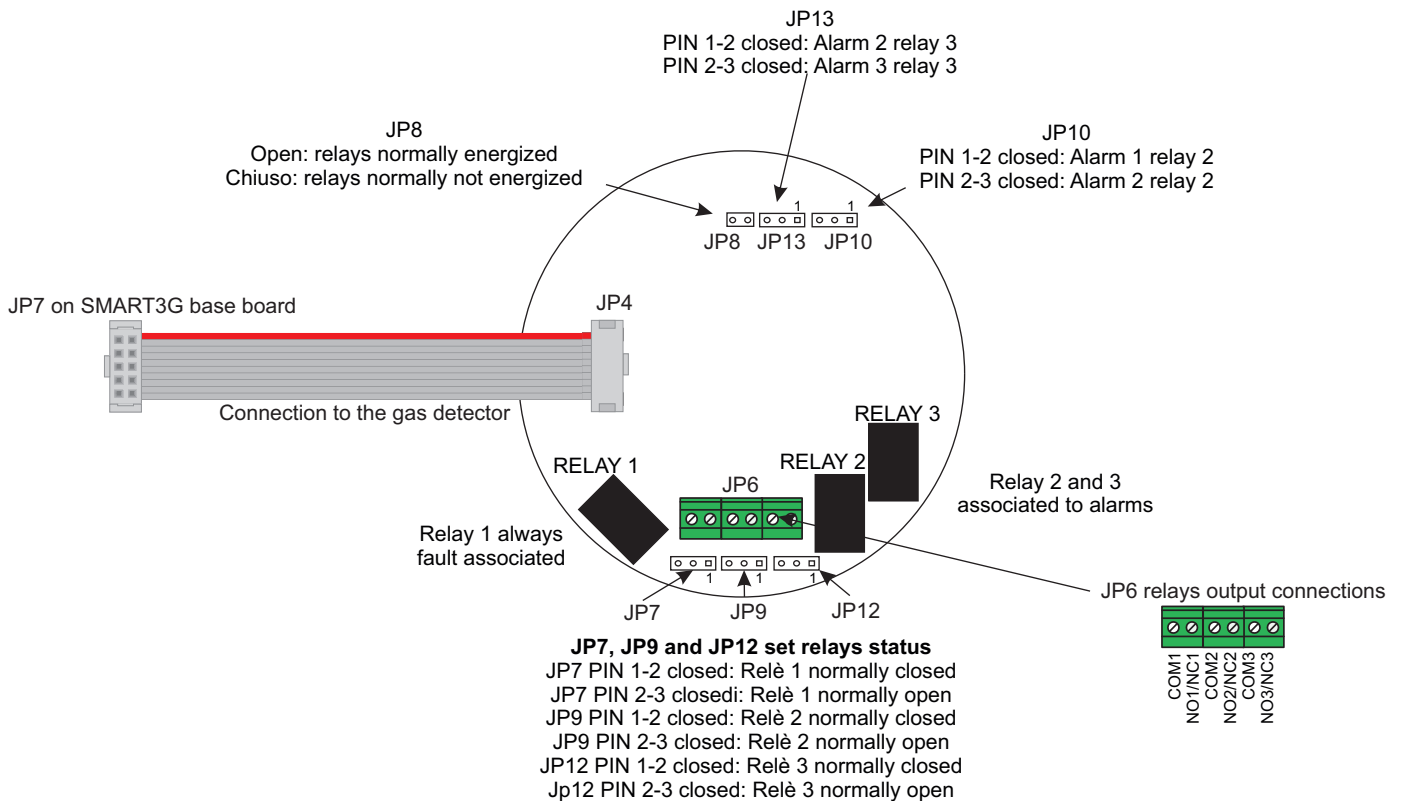 JP13
PIN 1-2 closed: Alarm 2 relay 3
PIN 2-3 closed: Alarm 3 relay 3
JP8
Open: relays normally energized
Chiuso: relays normally not energized
JP10
PIN 1-2 closed: Alarm 1 relay 2
PIN 2-3 closed: Alarm 2 relay 2
1
1
JP8 JP13 JP10
JP7 on SMART3G base board
JP4
Connection to the gas detector
RELAY 3
RELAY 1
RELAY 2
JP6
Relay 2 and 3
associated to alarms
Relay 1 always
fault associated
1
1
1
JP7
JP9
JP12
JP6 relays output connections
COM1
NO1/NC1
COM2
NO2/NC2
COM3
NO3/NC3
JP7, JP9 and JP12 set relays status
JP7 PIN 1-2 closed: Relè 1 normally closed
JP7 PIN 2-3 closedi: Relè 1 normally open
JP9 PIN 1-2 closed: Relè 2 normally closed
JP9 PIN 2-3 closed: Relè 2 normally open
JP12 PIN 1-2 closed: Relè 3 normally closed
Jp12 PIN 2-3 closed: Relè 3 normally open